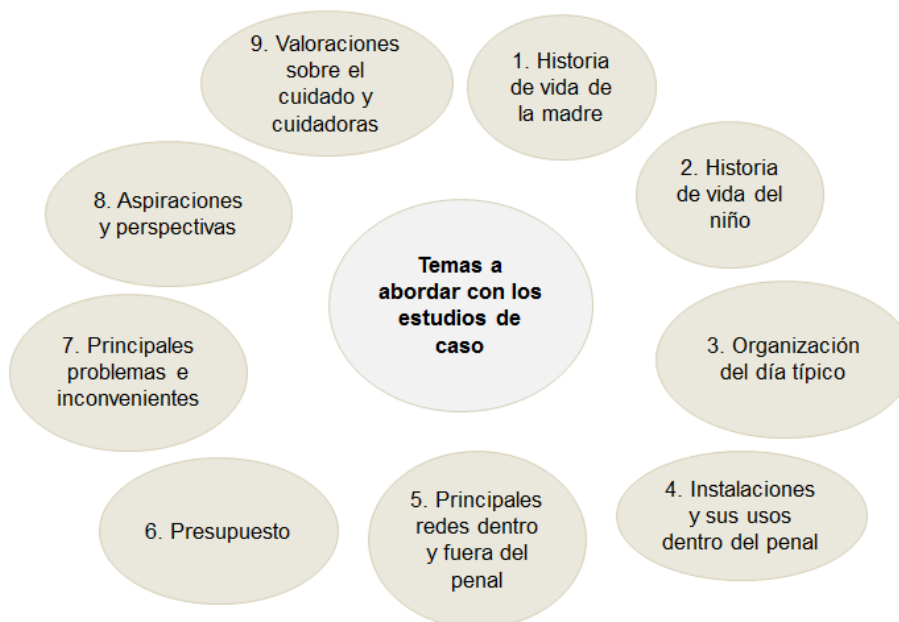 Temas a
abordar con los
estudios de
caso
1. Historia
de vida de
la madre
2. Historia
de vida del
niño
3. Organización
del día típico
4. Instalaciones
y sus usos
dentro del penal
5. Principales
redes dentro
y fuera del
penal
6. Presupuesto
7. Principales
problemas e
inconvenientes
8. Aspiraciones
y perspectivas
9. Valoraciones
sobre el
cuidado y
cuidadoras